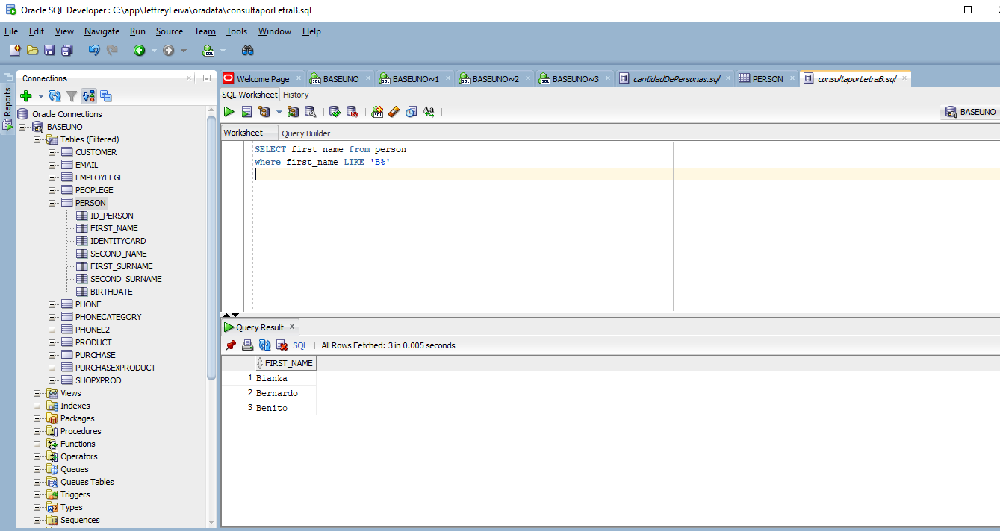 Oracle SQL Developer : C:\app\JeffreyLeiva\oradata\consultaporLetraB.sql
File Edit View Navigate Run Source Team Tools Window Help
Reports
Connections
Oracle Connections
BASEUNO
Tables (Filtered)
CUSTOMER
EMAIL
EMPLOYEEGE
PEOPLEGE
PERSON
ID_PERSON
FIRST_NAME
IDENTITYCARD
SECOND_NAME
FIRST_SURNAME
SECOND_SURNAME
BIRTHDATE
PHONE
PHONECATEGORY
PHONEL2
PRODUCT
PURCHASE
PURCHASEXPRODUCT
SHOPXPROD
Views
Indexes
Packages
Procedures
Functions
Operators
Queues
Queues Tables
Triggers
Types
Sequences
Welcome Page BASEUNO BASEUNO~1 BASEUNO~2 BASEUNO~3 cantidadDePersonas.sql PERSON consultaporLetraB.sql
SQL Worksheet History
Aa
BASEUNO
Worksheet Query Builder
SELECT first_name from person
where first_name LIKE 'B%'
Query Result
SQL All Rows Fetched: 3 in 0.005 seconds
FIRST_NAME
1 Bianka
2 Bernardo
3 Benito